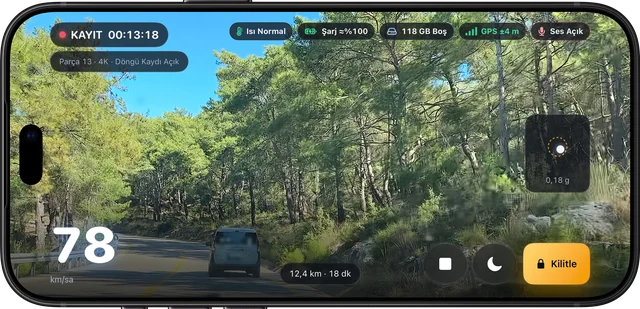 KAYIT 00:13:18
Isı Normal
Şarj ≈%100
118 GB Boş
GPS ±4 m
Ses Açık
Parça 13 · 4K · Döngü Kaydı Açık
0,18 g
78
km/sa
12,4 km · 18 dk
Kilitle